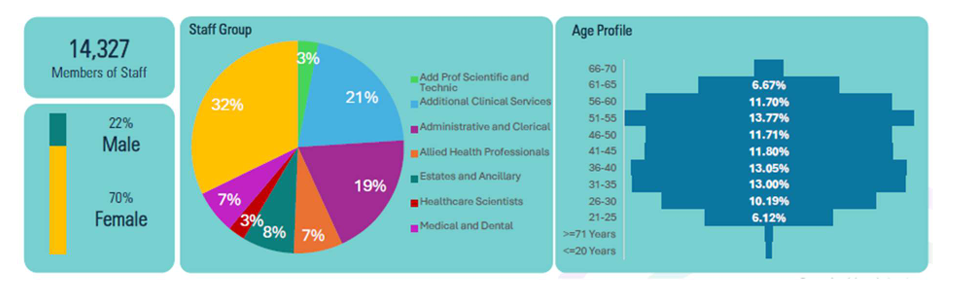 14,327
Members of Staff
22%
Male
70%
Female
Staff Group
3%
21%
19%
7%
8%
3%
7%
32%
Add Prof Scientific and
Technic
Additional Clinical Services
Administrative and Clerical
Allied Health Professionals
Estates and Ancillary
Healthcare Scientists
Medical and Dental
Age Profile
66-70
61-65 6.67%
56-60 11.70%
51-55 13.77%
46-50 11.71%
41-45 11.80%
36-40 13.05%
31-35 13.00%
26-30 10.19%
21-25 6.12%
>=71 Years
<=20 Years